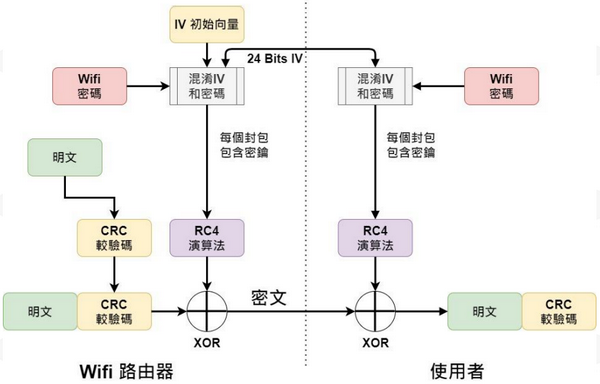 IV 初始向量
24 Bits IV
Wifi
密碼
混淆IV
和密碼
混淆IV
和密碼
Wifi
密碼
每個封包
包含密鑰
每個封包
包含密鑰
明文
CRC
較驗碼
RC4
演算法
RC4
演算法
明文
CRC
較驗碼
密文
明文
CRC
較驗碼
XOR
XOR
Wifi 路由器
使用者